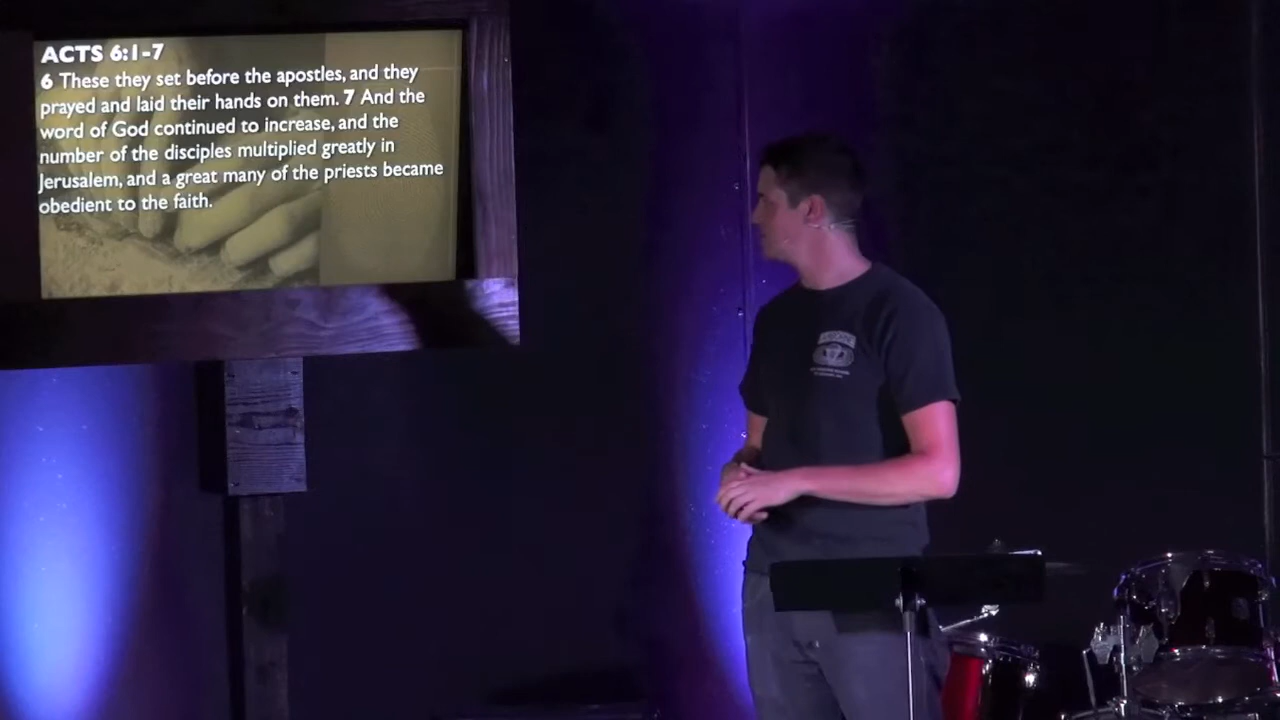 ACTS 6:1-7
6 These they set before the apostles, and they
prayed and laid their hands on them. 7 And the
word of God continued to increase, and the
number of the disciples multiplied greatly in
Jerusalem, and a great many of the priests became
obedient to the faith.